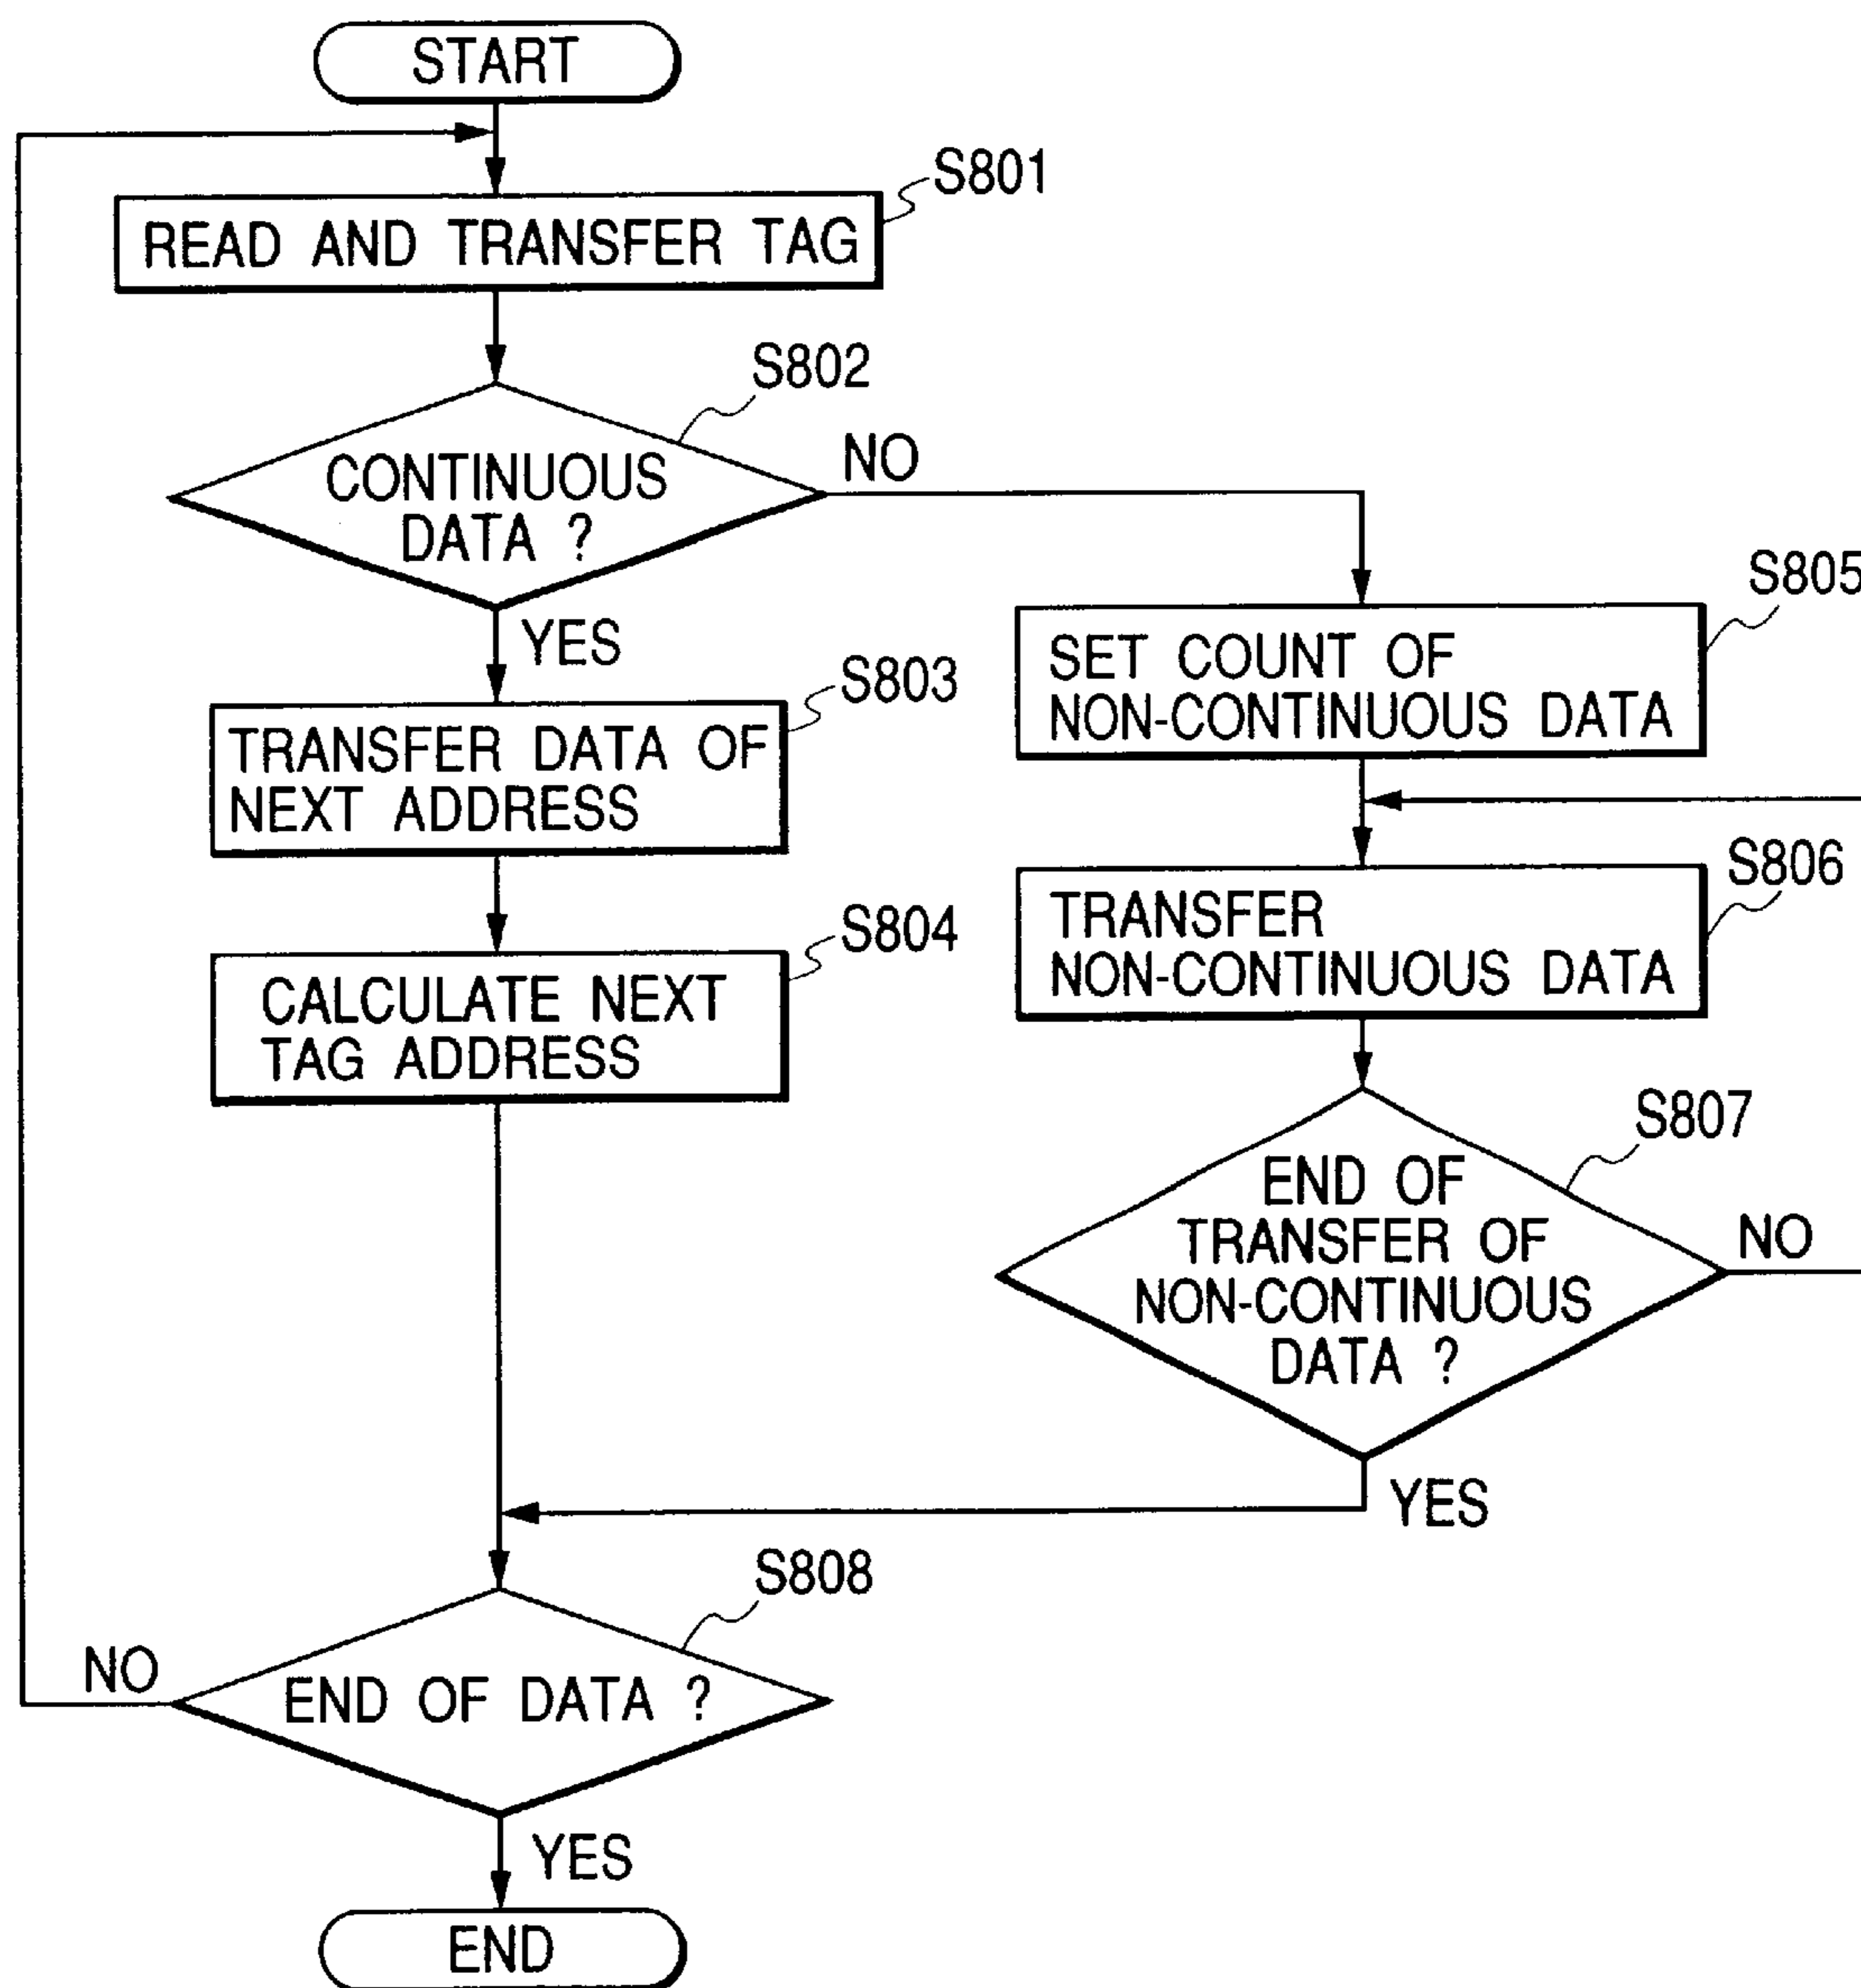 START
S801
READ AND TRANSFER TAG
S802
CONTINUOUS
DATA ?
NO
YES
S803
TRANSFER DATA OF
NEXT ADDRESS
S804
CALCULATE NEXT
TAG ADDRESS
S805
SET COUNT OF
NON-CONTINUOUS DATA
S806
TRANSFER
NON-CONTINUOUS DATA
S807
END OF
TRANSFER OF
NON-CONTINUOUS
DATA ?
NO
YES
S808
END OF DATA ?
NO
YES
END